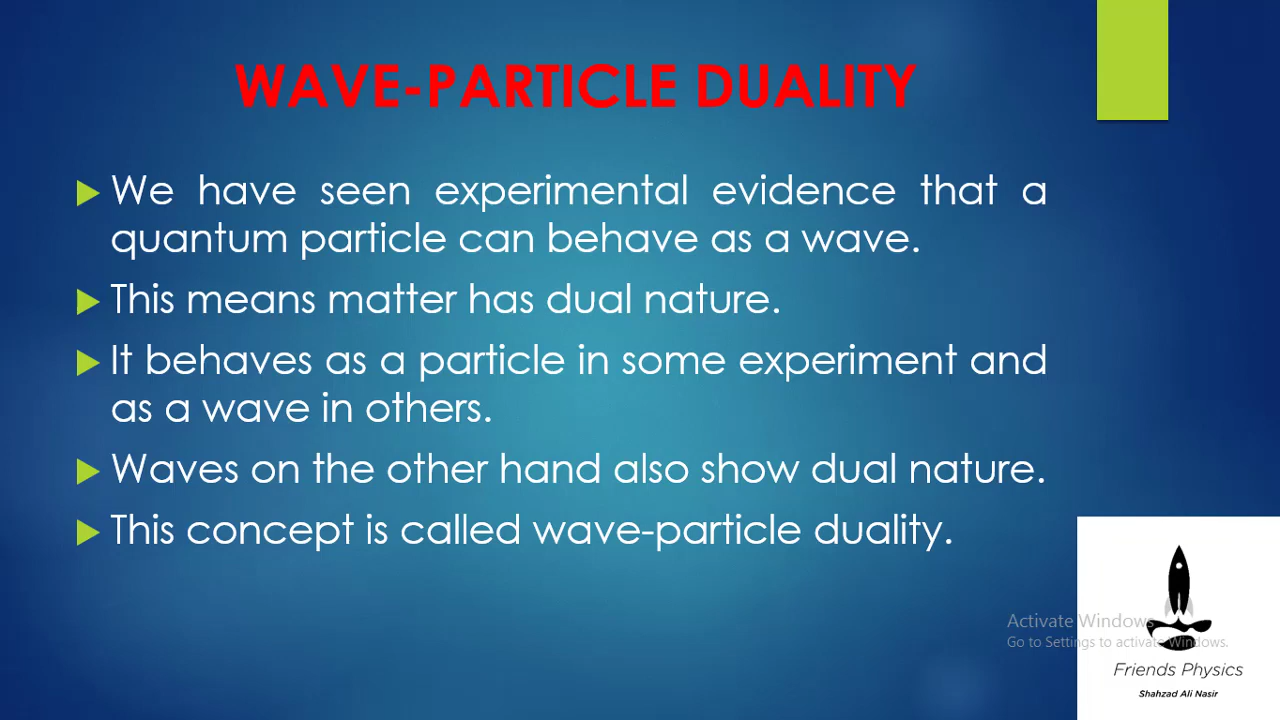 WAVE-PARTICLE DUALITY
We have seen experimental evidence that a
quantum particle can behave as a wave.
This means matter has dual nature.
It behaves as a particle in some experiment and
as a wave in others.
Waves on the other hand also show dual nature.
This concept is called wave-particle duality.
Activate Windows
Go to Settings to activate Windows.
Friends Physics
Shahzad Ali Nasir